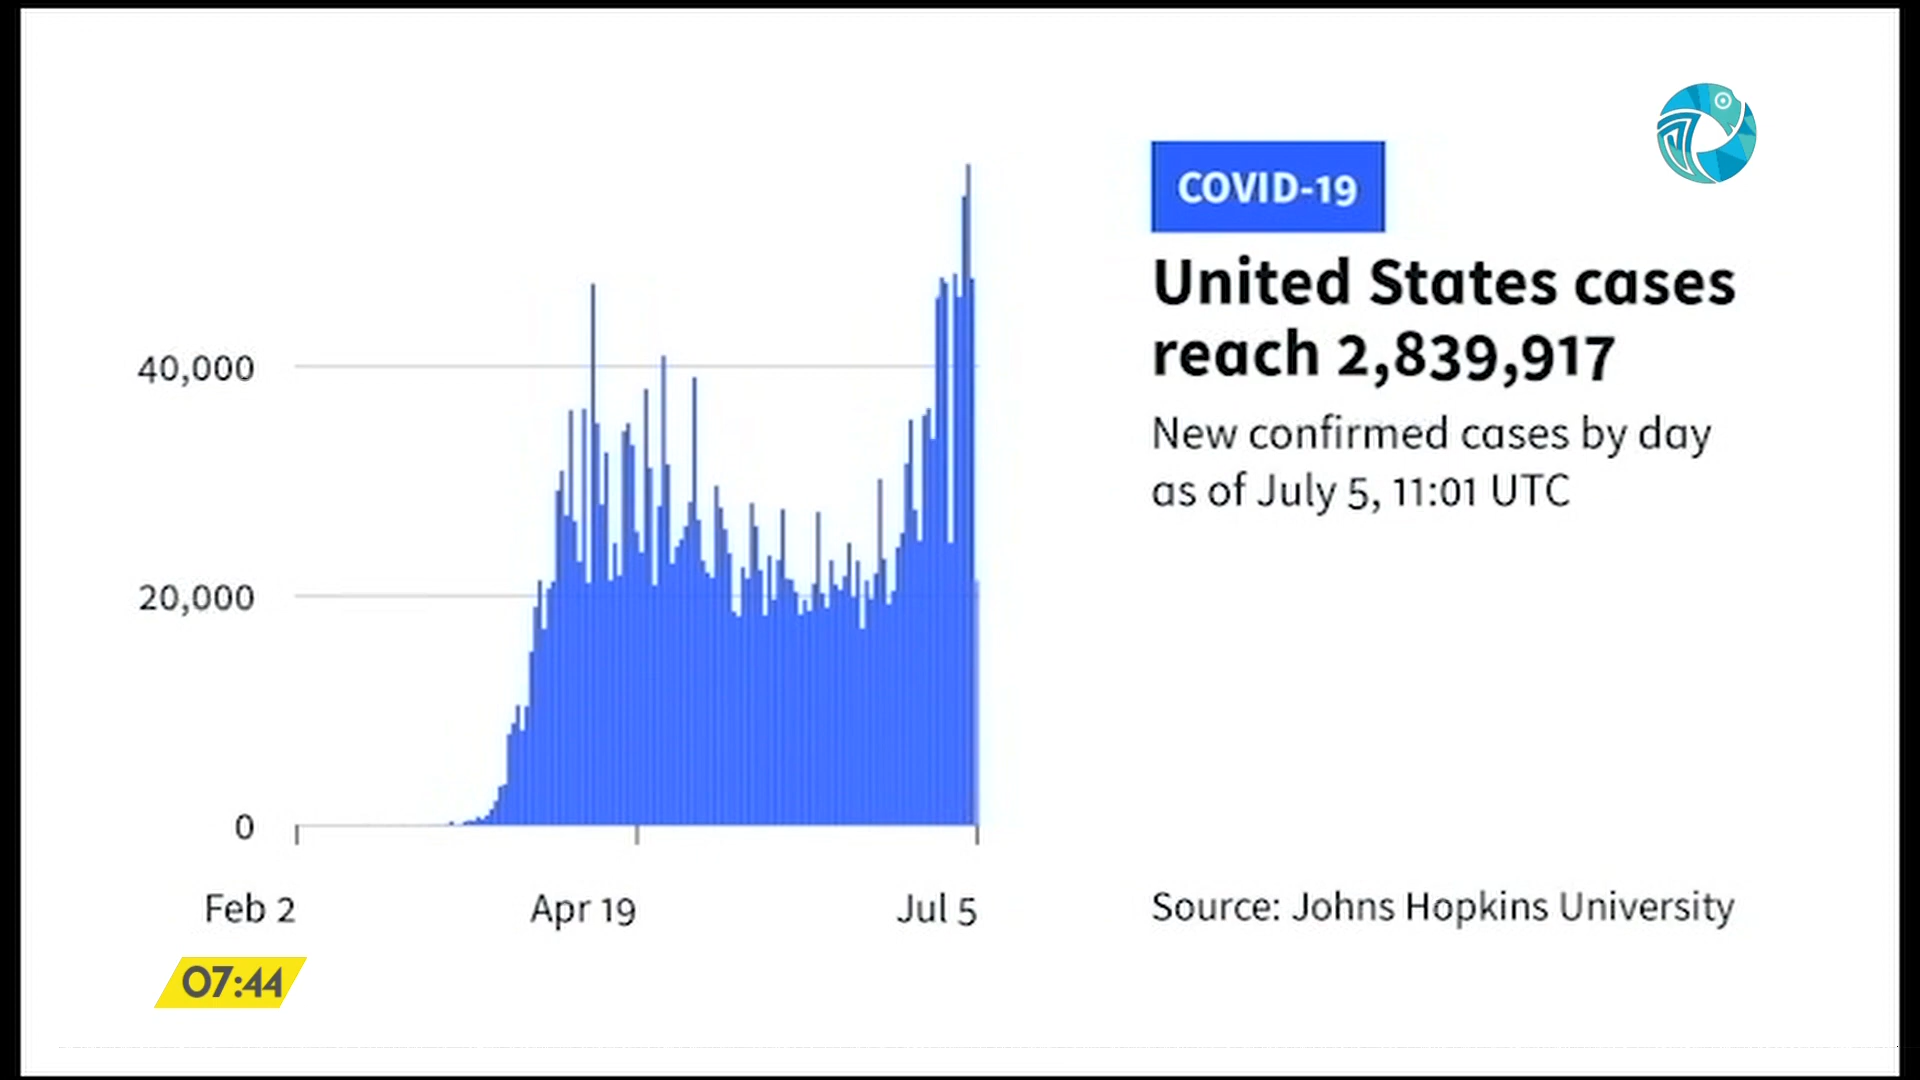 COVID-19
United States cases
reach 2,839,917
New confirmed cases by day
as of July 5, 11:01 UTC
40,000
20,000
0
Feb 2 Apr 19 Jul 5
Source: Johns Hopkins University
07:44